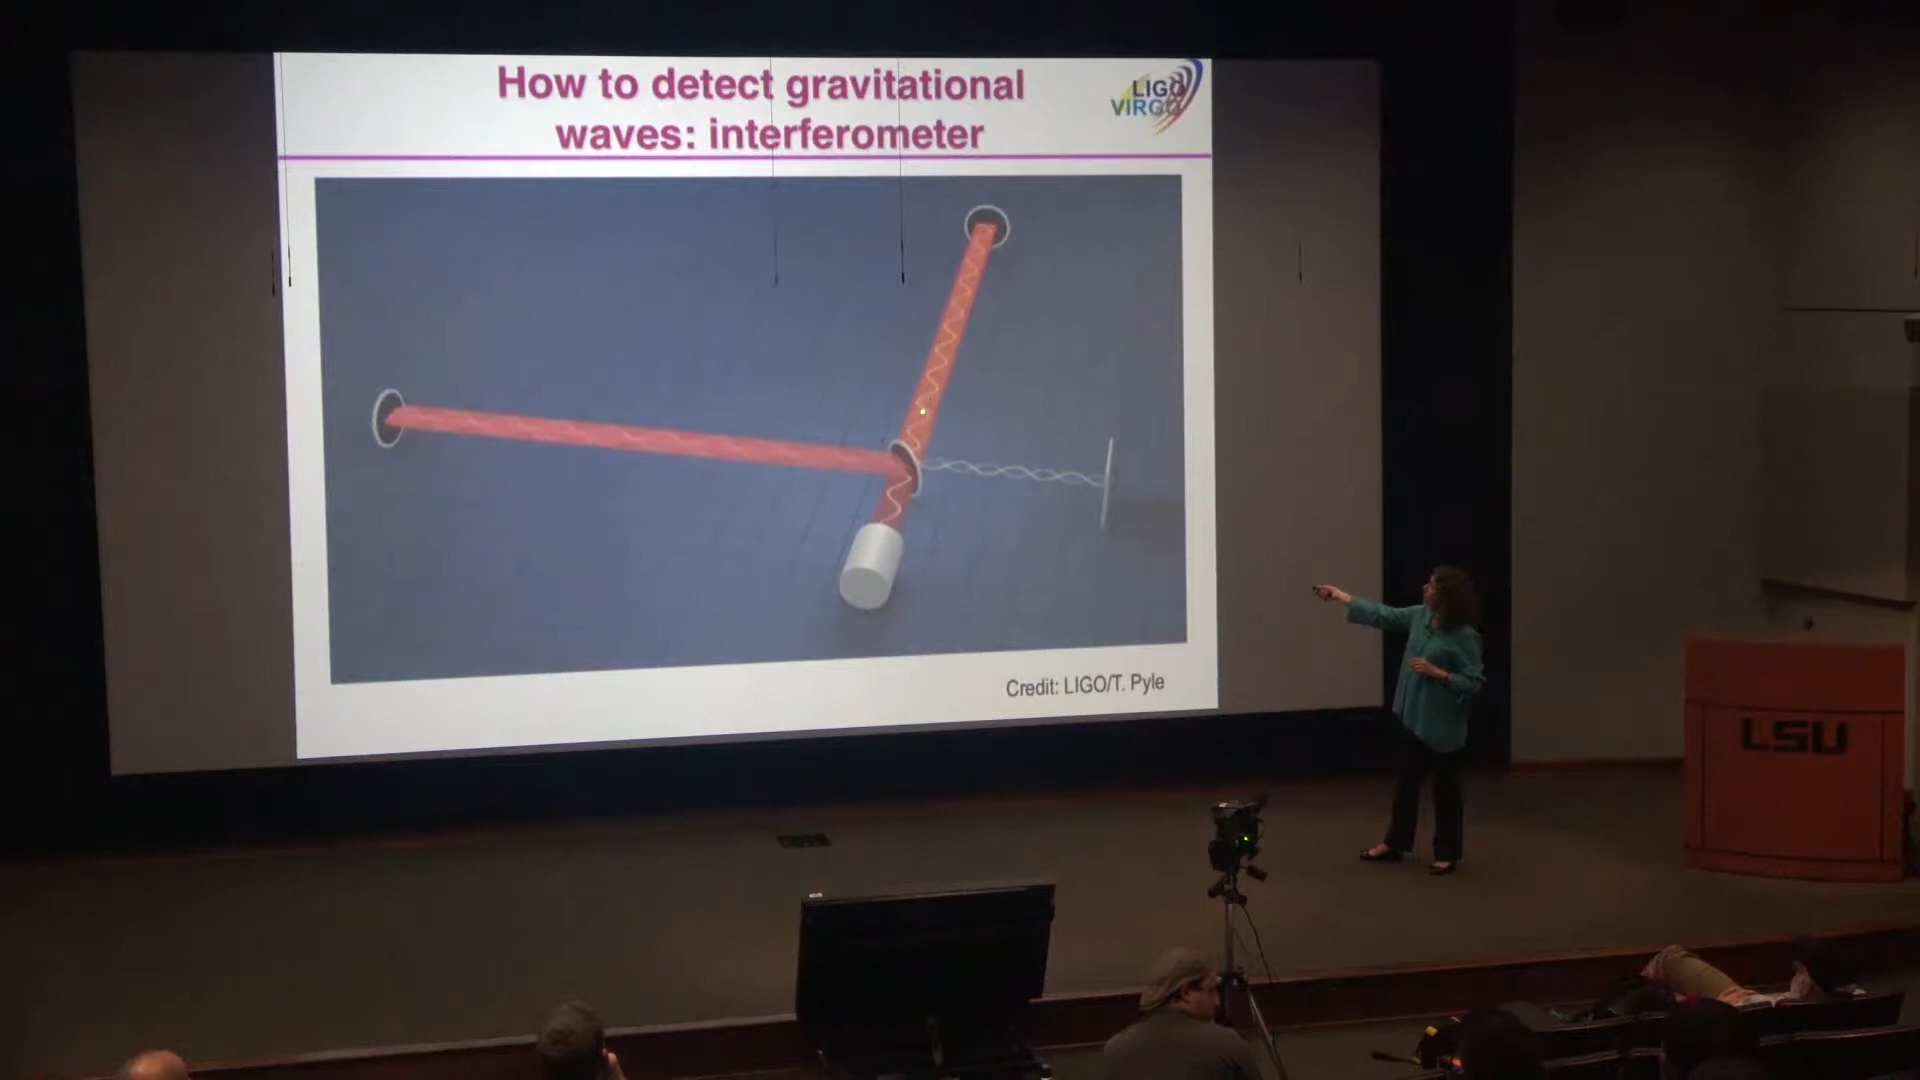 How to detect gravitational
waves: interferometer
LIGO
VIRGO
Credit: LIGO/T. Pyle
LSU